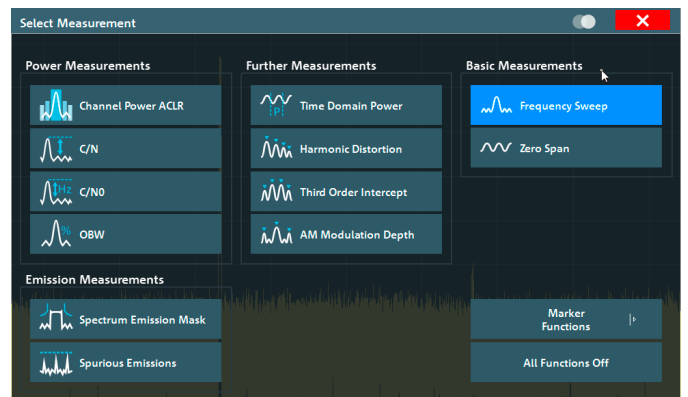 Select Measurement
Power Measurements
Channel Power ACLR
C/N
Hz
C/N0
%
OBW
Further Measurements
P
Time Domain Power
Harmonic Distortion
Third Order Intercept
AM Modulation Depth
Basic Measurements
Frequency Sweep
Zero Span
Emission Measurements
Spectrum Emission Mask
Spurious Emissions
Marker
Functions
All Functions Off